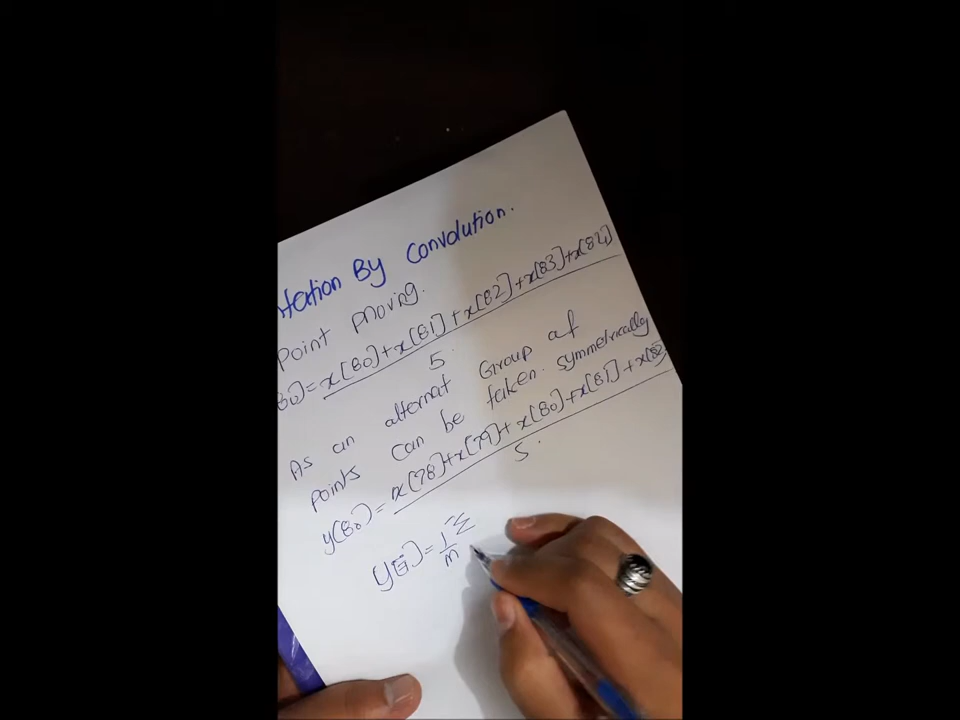 tation By Convolution.
Point moving.
80] = x[80]+x[81]+x[82]+x[83]+x[84]
5.
As an alternat Group of
points can be taken. symmetrically
y[80] = x[78]+x[79]+x[80]+x[81]+x[82]
5.
y[i] = 1 Σ
m